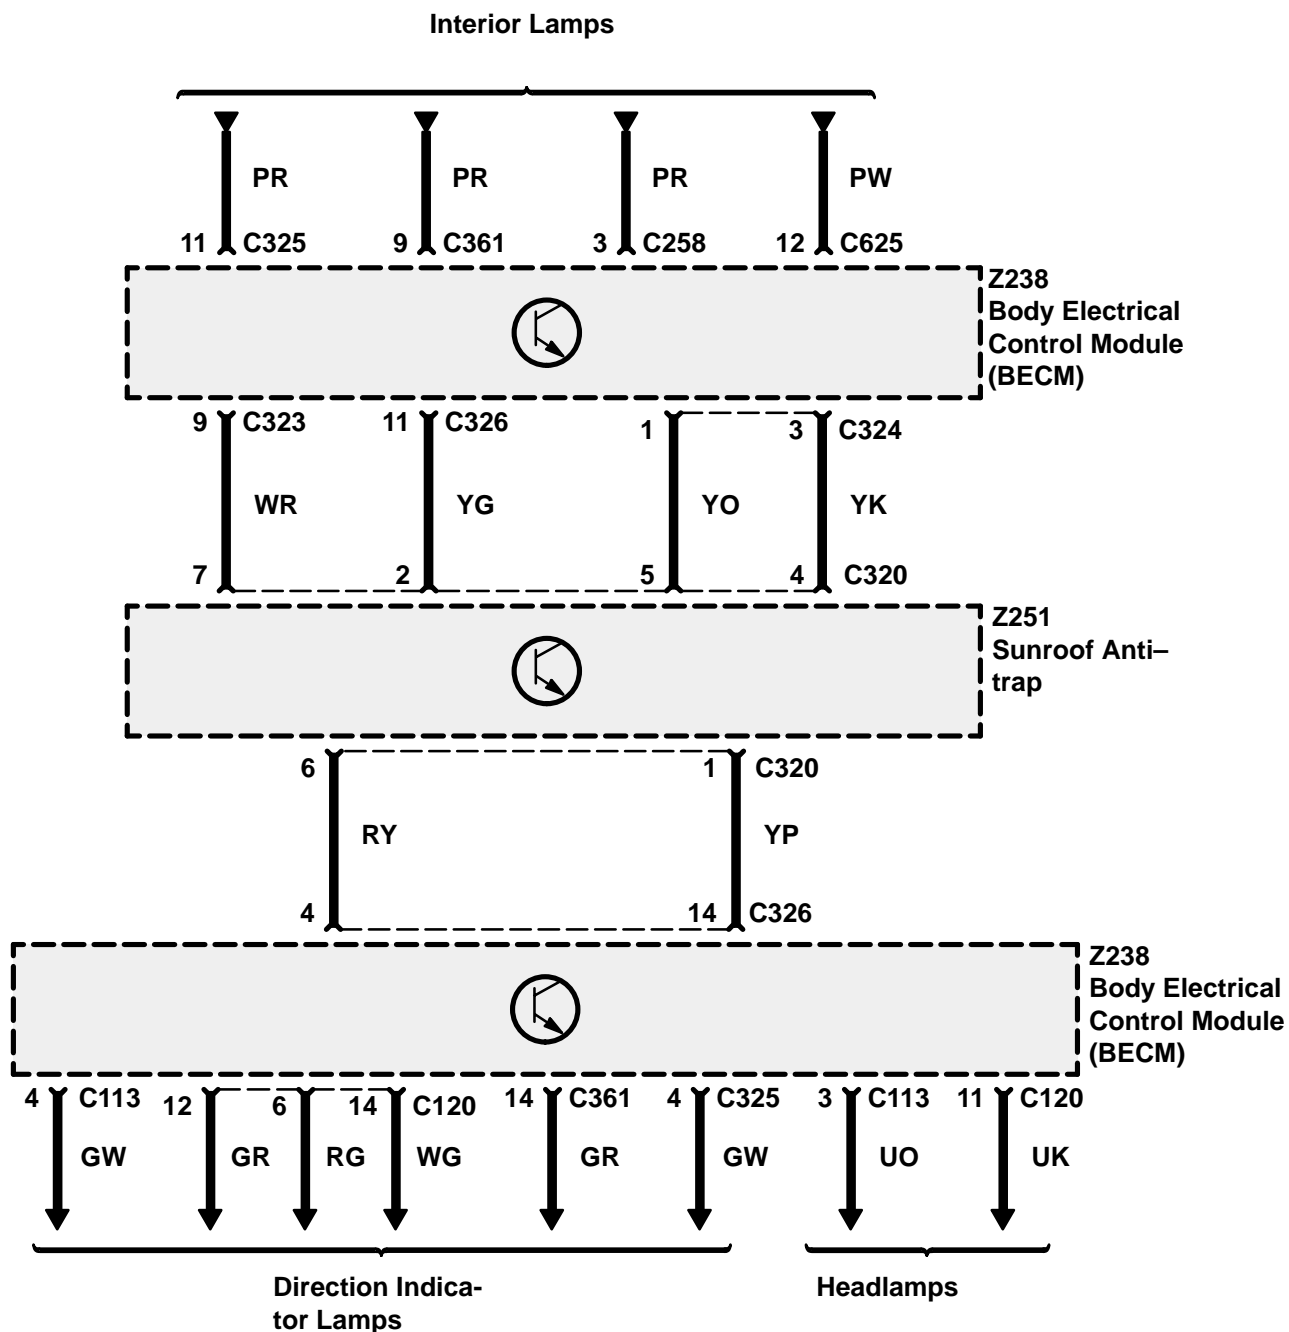 Interior Lamps
PR PR PR PW
11 C325 9 C361 3 C258 12 C625
Z238
Body Electrical
Control Module
(BECM)
9 C323 11 C326 1 3 C324
WR YG YO YK
7 2 5 4 C320
Z251
Sunroof Anti–
trap
6 1 C320
RY YP
4 14 C326
Z238
Body Electrical
Control Module
(BECM)
4 C113 12 6 14 C120 14 C361 4 C325 3 C113 11 C120
GW GR RG WG GR GW UO UK
Direction Indica-
tor Lamps
Headlamps